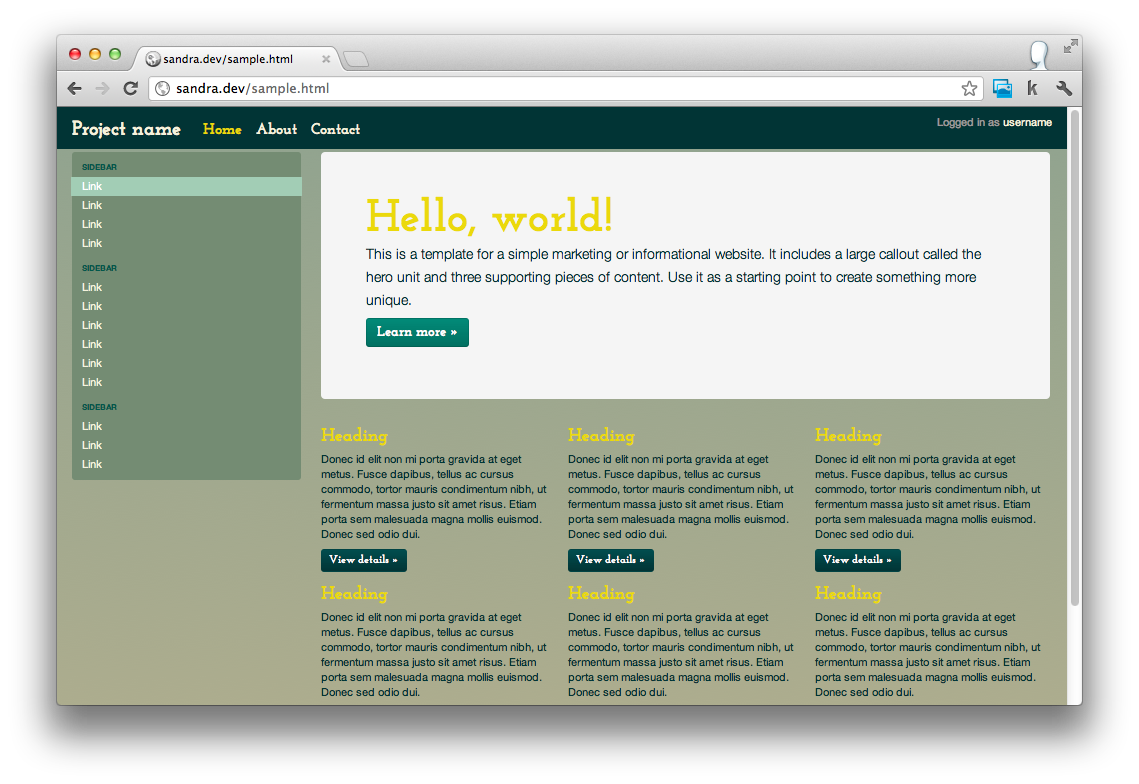 sandra.dev/sample.html
sandra.dev/sample.html
k
Project name Home About Contact
Logged in as username
SIDEBAR
Link
Link
Link
Link
SIDEBAR
Link
Link
Link
Link
Link
Link
SIDEBAR
Link
Link
Link
Hello, world!
This is a template for a simple marketing or informational website. It includes a large callout called the
hero unit and three supporting pieces of content. Use it as a starting point to create something more
unique.
Learn more »
Heading
Donec id elit non mi porta gravida at eget
metus. Fusce dapibus, tellus ac cursus
commodo, tortor mauris condimentum nibh, ut
fermentum massa justo sit amet risus. Etiam
porta sem malesuada magna mollis euismod.
Donec sed odio dui.
View details »
Heading
Donec id elit non mi porta gravida at eget
metus. Fusce dapibus, tellus ac cursus
commodo, tortor mauris condimentum nibh, ut
fermentum massa justo sit amet risus. Etiam
porta sem malesuada magna mollis euismod.
Donec sed odio dui.
View details »
Heading
Donec id elit non mi porta gravida at eget
metus. Fusce dapibus, tellus ac cursus
commodo, tortor mauris condimentum nibh, ut
fermentum massa justo sit amet risus. Etiam
porta sem malesuada magna mollis euismod.
Donec sed odio dui.
View details »
Heading
Donec id elit non mi porta gravida at eget
metus. Fusce dapibus, tellus ac cursus
commodo, tortor mauris condimentum nibh, ut
fermentum massa justo sit amet risus. Etiam
porta sem malesuada magna mollis euismod.
Donec sed odio dui.
Heading
Donec id elit non mi porta gravida at eget
metus. Fusce dapibus, tellus ac cursus
commodo, tortor mauris condimentum nibh, ut
fermentum massa justo sit amet risus. Etiam
porta sem malesuada magna mollis euismod.
Donec sed odio dui.
Heading
Donec id elit non mi porta gravida at eget
metus. Fusce dapibus, tellus ac cursus
commodo, tortor mauris condimentum nibh, ut
fermentum massa justo sit amet risus. Etiam
porta sem malesuada magna mollis euismod.
Donec sed odio dui.